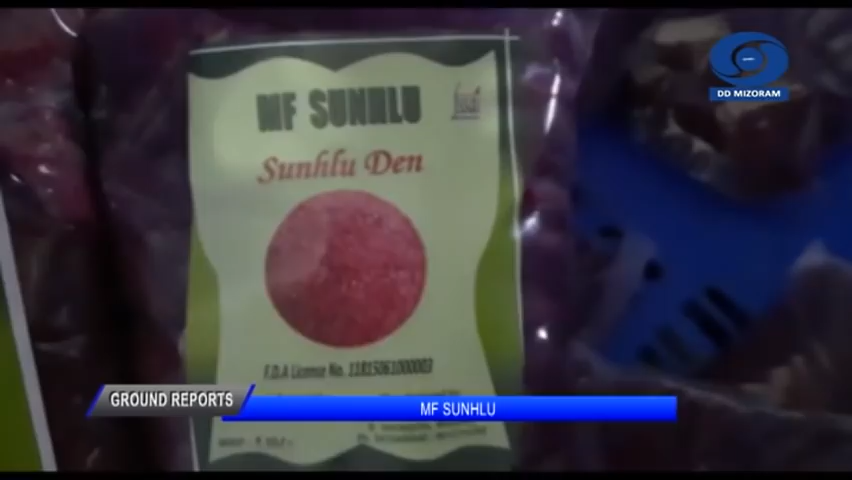 DD MIZORAM
MF SUNHLU
Sunhlu Den
F.D.A License No. 11815061000003
GROUND REPORTS
MF SUNHLU